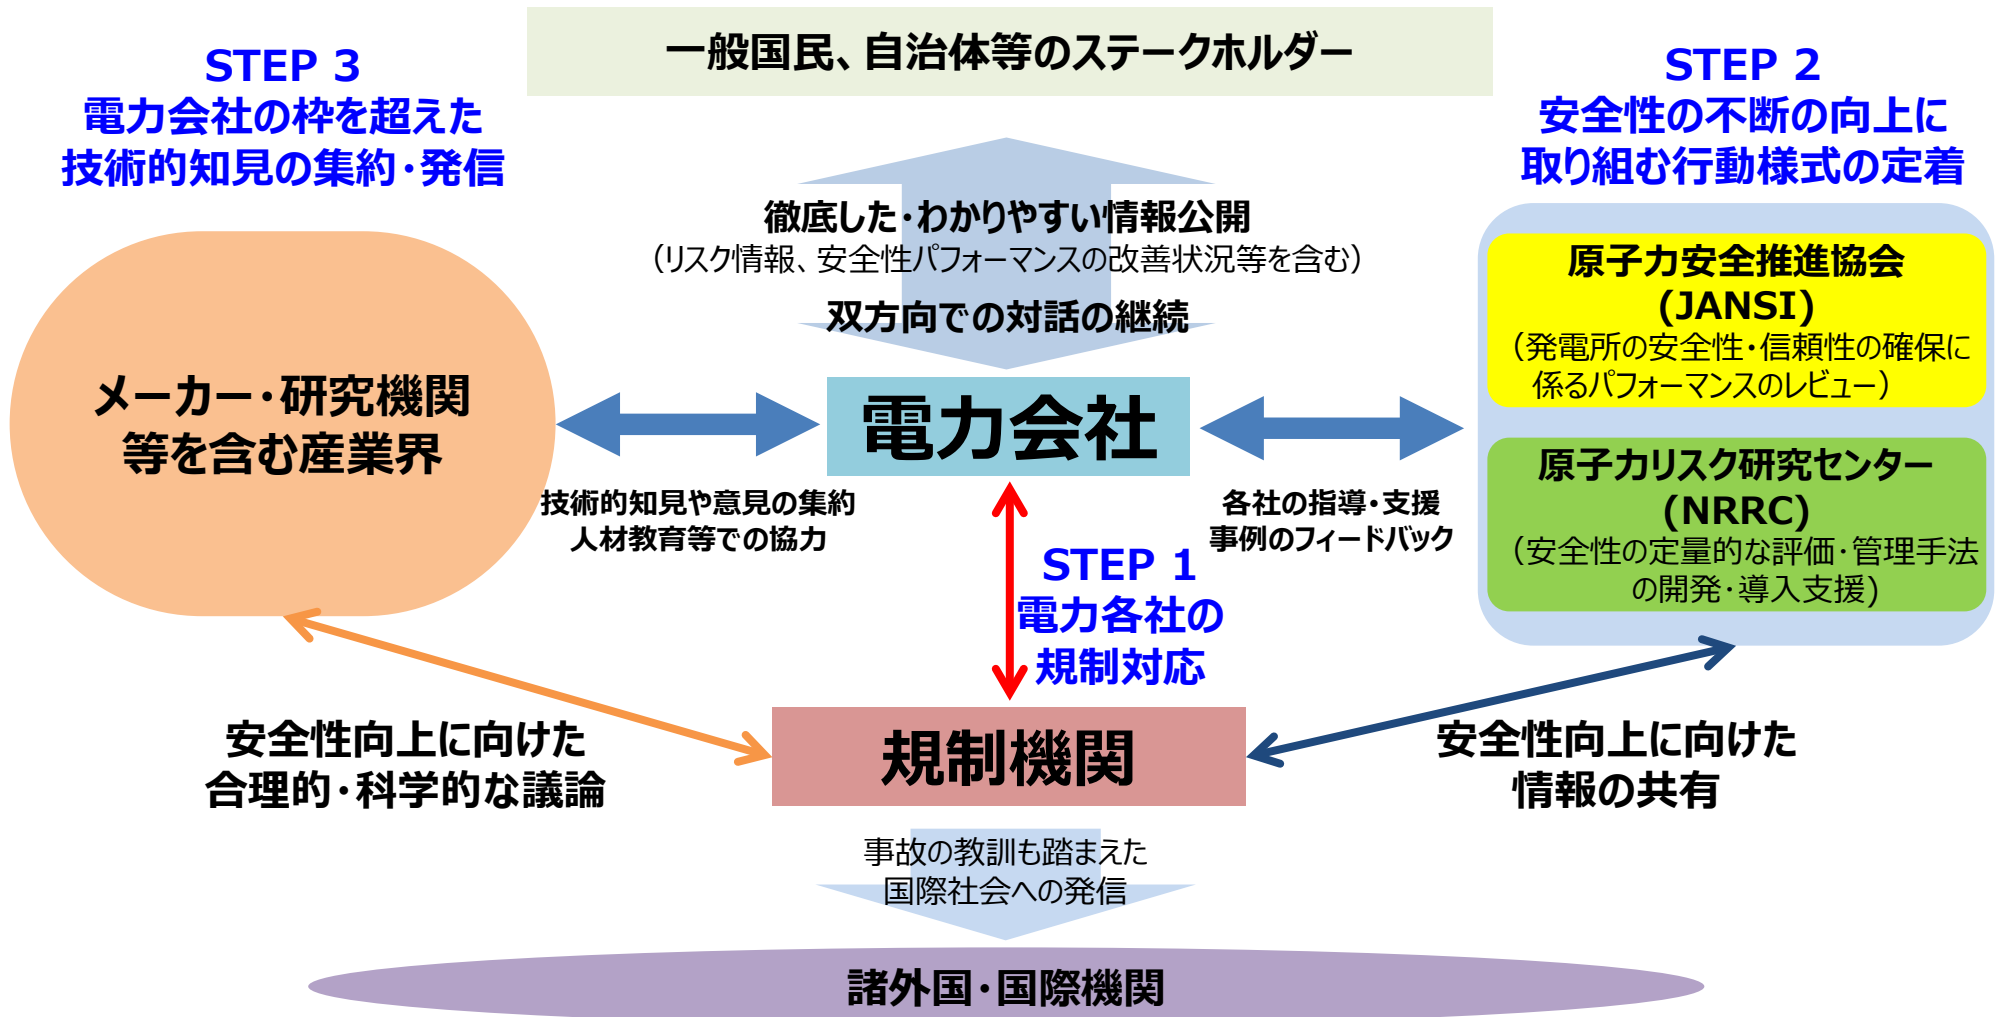 一般国民、自治体等のステークホルダー
STEP 3
電力会社の枠を超えた
技術的知見の集約・発信
STEP 2
安全性の不断の向上に
取り組む行動様式の定着
徹底した・わかりやすい情報公開
（リスク情報、安全性パフォーマンスの改善状況等を含む）
双方向での対話の継続
原子力安全推進協会
(JANSI)
（発電所の安全性・信頼性の確保に
係るパフォーマンスのレビュー）
メーカー・研究機関
等を含む産業界
電力会社
原子力リスク研究センター
(NRRC)
（安全性の定量的な評価・管理手法
の開発・導入支援)
技術的知見や意見の集約
人材教育等での協力
各社の指導・支援
事例のフィードバック
STEP 1
電力各社の
規制対応
安全性向上に向けた
合理的・科学的な議論
規制機関
安全性向上に向けた
情報の共有
事故の教訓も踏まえた
国際社会への発信
諸外国・国際機関